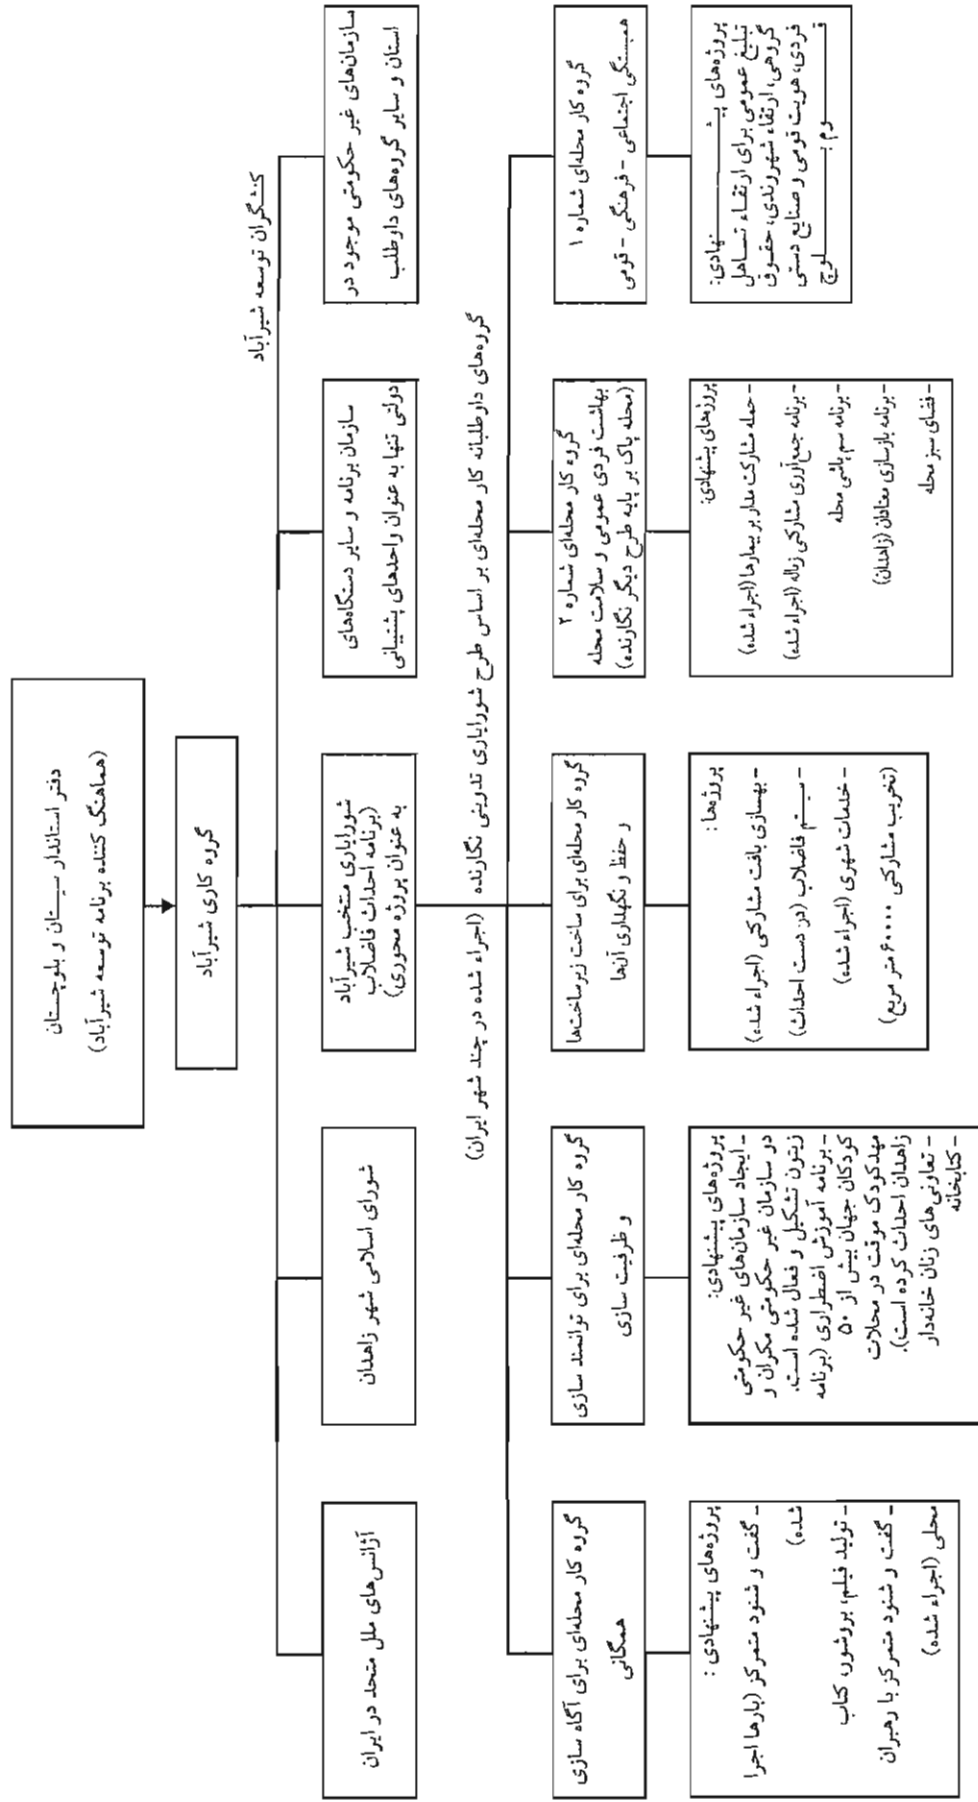 دفتر استاندار سیستان و بلوچستان
(هماهنگ کننده برنامه توسعه شیرآباد)
گروه کاری شیرآباد
کنشگران توسعه شیرآباد
سازمان‌های غیر حکومتی موجود در
استان و سایر گروه‌های داوطلب
سازمان برنامه و سایر دستگاه‌های
دولتی تنها به عنوان واحدهای پشتیبانی
شورایاری منتخب شیرآباد
(برنامه احداث فاضلاب
به عنوان پروژه محوری)
شورای اسلامی شهر زاهدان
آژانس‌های ملل متحد در ایران
گروه‌های داوطلبانه کار محله‌ای بر اساس طرح شورایاری تدوینی نگارنده (اجراء شده در چند شهر ایران)
گروه کار محله‌ای شماره ۱
همبستگی اجتماعی - فرهنگی - قومی
گروه کار محله‌ای شماره ۲
بهاشت فردی عمومی و سلامت محله
(محله پاک بر پایه طرح دیگر نگارنده)
گروه کار محله‌ای برای ساخت زیرساخت‌ها
و حفظ و نگهداری آن‌ها
گروه کار محله‌ای برای توانمند سازی
و ظرفیت سازی
گروه کار محله‌ای برای آگاه سازی
همگانی
پروژه‌های پیشنهادی:
تبلیغ عمومی برای ارتقاء تساهل
گروهی، ارتقاء شهروندی، حقوق
فردی، هویت قومی و صنایع دستی
قوم بلوچ
پروژه‌های پیشنهادی:
-حمله مشارکت مدار بر بیمارها (اجراء شده)
-برنامه جمع‌آوری مشارکتی زباله (اجراء شده)
-برنامه سم پاشی محله
-برنامه بازسازی معتادان (زاهدان)
-فضای سبز محله
پروژه‌ها :
- بهسازی بافت مشارکتی (اجراء شده)
- سیستم فاضلاب (در دست احداث)
- خدمات شهری (اجراء شده)
(تخریب مشارکتی ۶۰۰۰۰ متر مربع)
پروژه‌های پیشنهادی:
- ایجاد سازمان‌های غیر حکومتی
در سازمان غیر حکومتی مکران و
زیتون تشکیل و فعال شده است.
- برنامه آموزش اضطراری (برنامه
کودکان جهان بیش از ۵۰
مهدکودک موقت در محلات
زاهدان احداث کرده است).
- تعاونی‌های زنان خانه‌دار
- کتابخانه
پروژه‌های پیشنهادی :
- گفت و شنود متمرکز (بارها اجرا
شده)
- تولید فیلم، بروشور، کتاب
- گفت و شنود متمرکز با رهبران
محلی (اجراء شده)